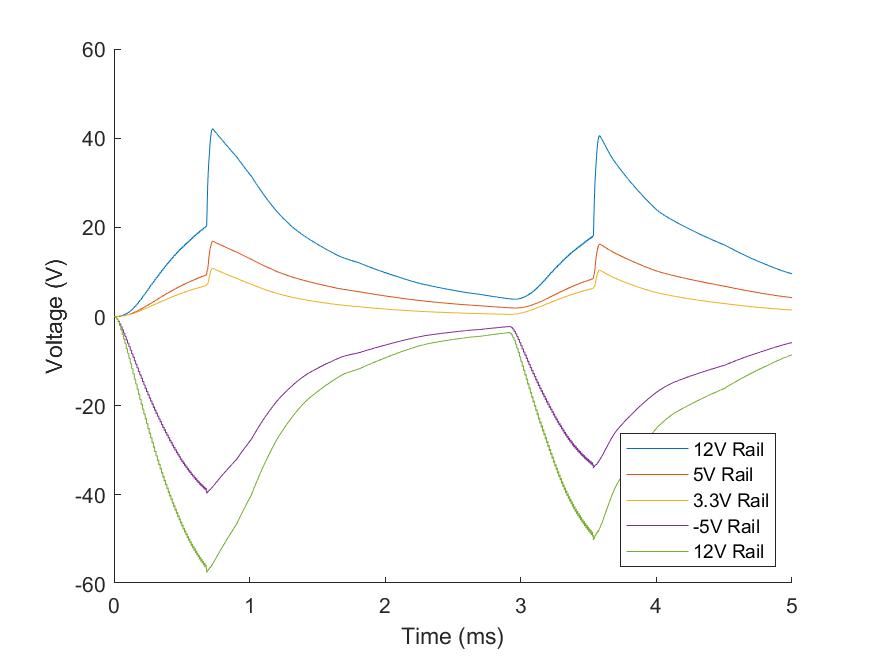 60
40
20
0
-20
-40
-60
Voltage (V)
0 1 2 3 4 5
Time (ms)
12V Rail
5V Rail
3.3V Rail
-5V Rail
12V Rail